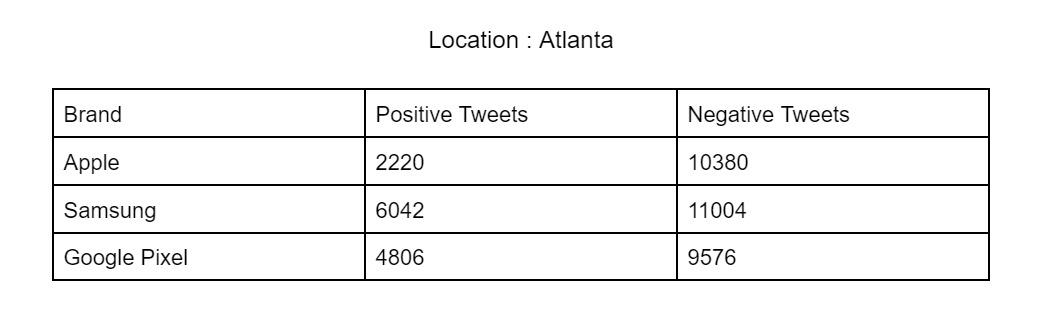 Location : Atlanta
Brand Positive Tweets Negative Tweets
Apple 2220 10380
Samsung 6042 11004
Google Pixel 4806 9576